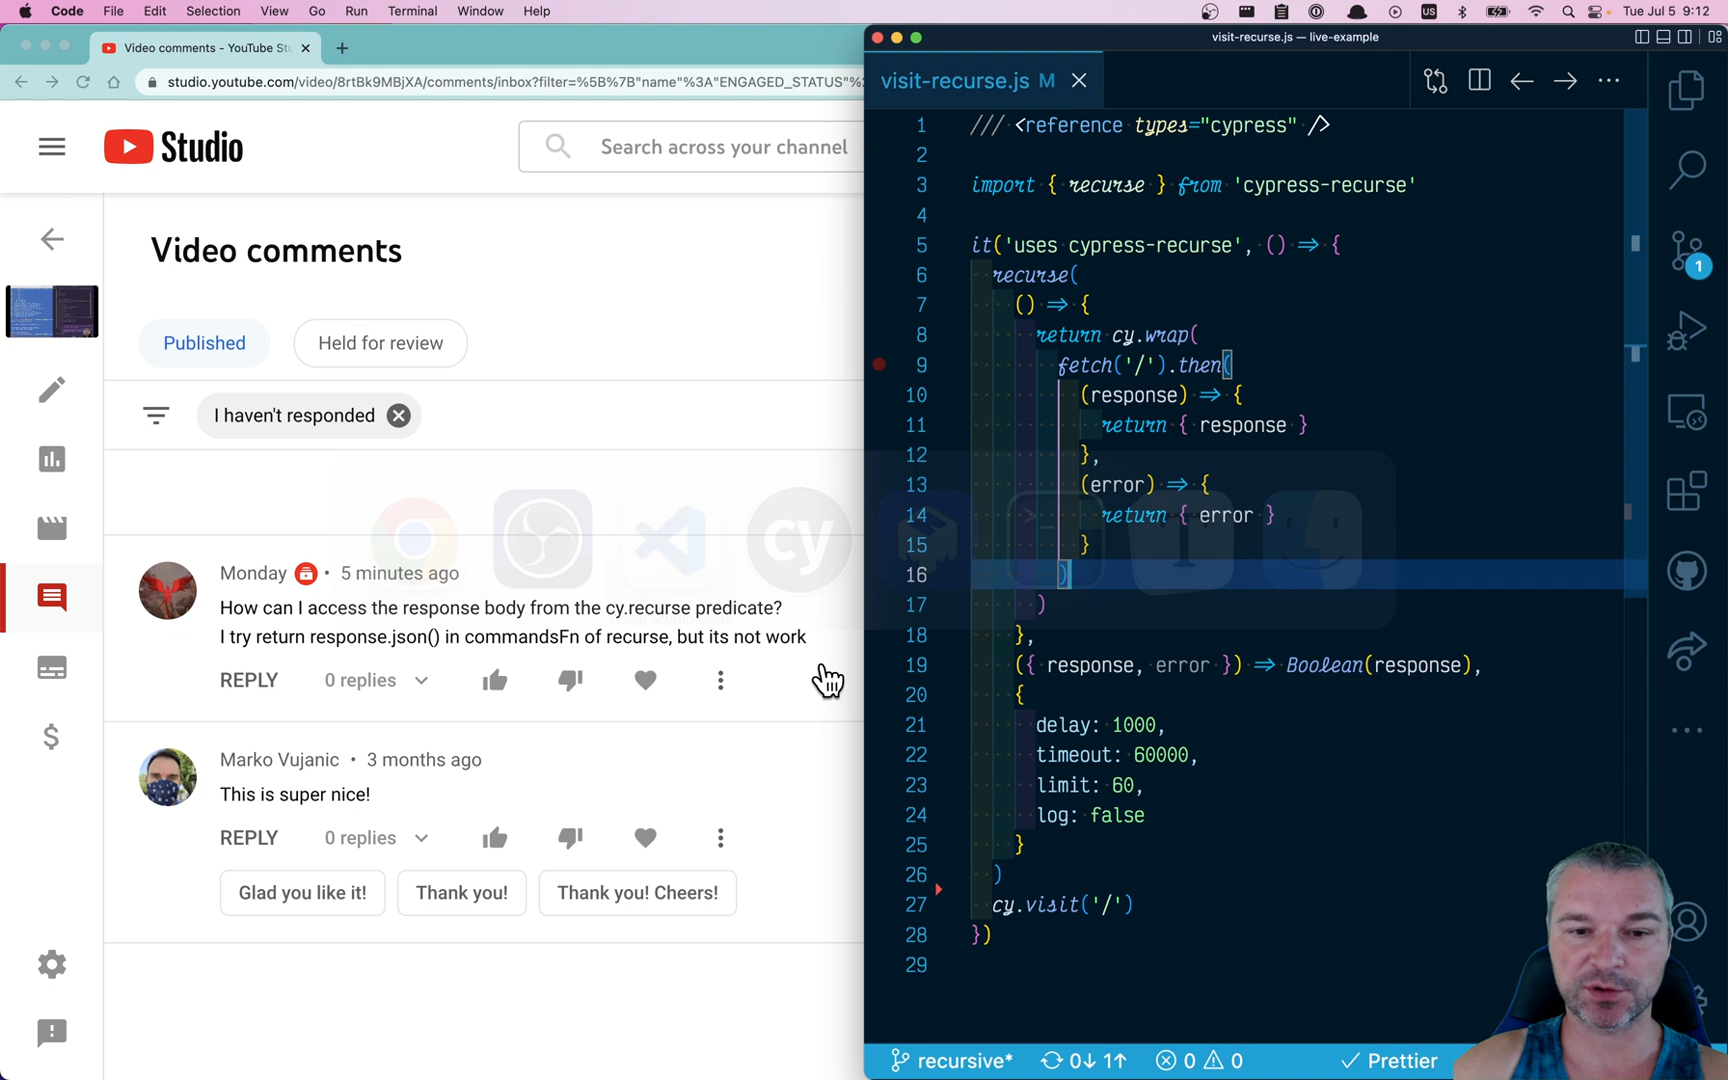 Code File Edit Selection View Go Run Terminal Window Help
US
Tue Jul 5 9:12
Video comments - YouTube Stu
studio.youtube.com/video/8rtBk9MBjXA/comments/inbox?filter=%5B%7B"name"%3A"ENGAGED_STATUS"%2
Studio
Search across your channel
Video comments
Published
Held for review
I haven't responded
Monday • 5 minutes ago
How can I access the response body from the cy.recurse predicate?
I try return response.json() in commandsFn of recurse, but its not work
REPLY 0 replies
Marko Vujanic • 3 months ago
This is super nice!
REPLY 0 replies
Glad you like it!
Thank you!
Thank you! Cheers!
cy
Visual Studio Code
visit-recurse.js — live-example
visit-recurse.js M
1 /// <reference types="cypress" />
2
3 import { recurse } from 'cypress-recurse'
4
5 it('uses cypress-recurse', () => {
6 recurse(
7 () => {
8 return cy.wrap(
9 fetch('/').then(
10 (response) => {
11 return { response }
12 },
13 (error) => {
14 return { error }
15 }
16 )
17 )
18 },
19 ({ response, error }) => Boolean(response),
20 {
21 delay: 1000,
22 timeout: 60000,
23 limit: 60,
24 log: false
25 }
26 )
27 cy.visit('/')
28 })
29
1
recursive* 0↓ 1↑ 0 0 Prettier